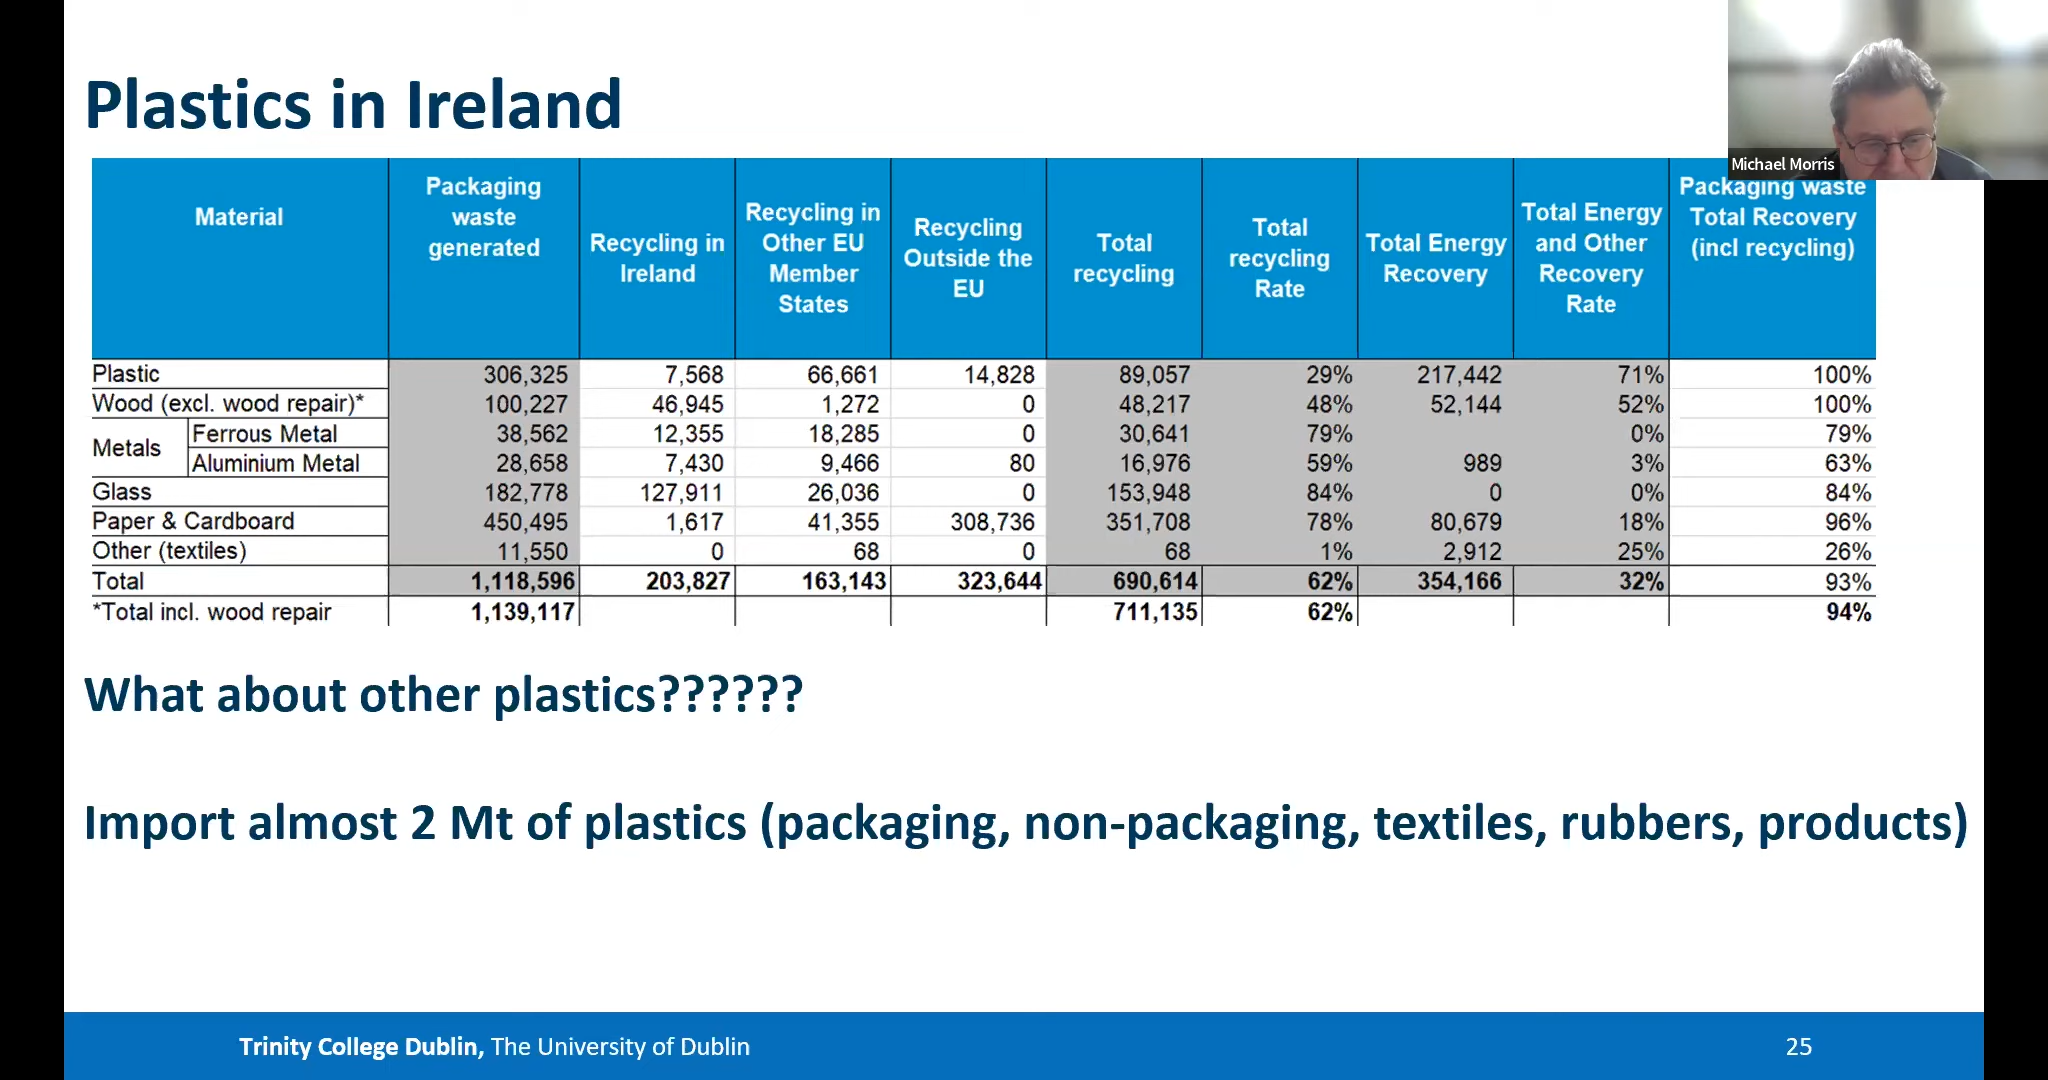 Plastics in Ireland
Michael Morris
Material
Packaging waste generated
Recycling in Ireland
Recycling in Other EU Member States
Recycling Outside the EU
Total recycling
Total recycling Rate
Total Energy Recovery
Total Energy and Other Recovery Rate
Packaging waste Total Recovery (incl recycling)
Plastic 306,325 7,568 66,661 14,828 89,057 29% 217,442 71% 100%
Wood (excl. wood repair)* 100,227 46,945 1,272 0 48,217 48% 52,144 52% 100%
Metals
Ferrous Metal 38,562 12,355 18,285 0 30,641 79% 0% 79%
Aluminium Metal 28,658 7,430 9,466 80 16,976 59% 989 3% 63%
Glass 182,778 127,911 26,036 0 153,948 84% 0 0% 84%
Paper & Cardboard 450,495 1,617 41,355 308,736 351,708 78% 80,679 18% 96%
Other (textiles) 11,550 0 68 0 68 1% 2,912 25% 26%
Total 1,118,596 203,827 163,143 323,644 690,614 62% 354,166 32% 93%
*Total incl. wood repair 1,139,117 711,135 62% 94%
What about other plastics??????
Import almost 2 Mt of plastics (packaging, non-packaging, textiles, rubbers, products)
Trinity College Dublin, The University of Dublin
25